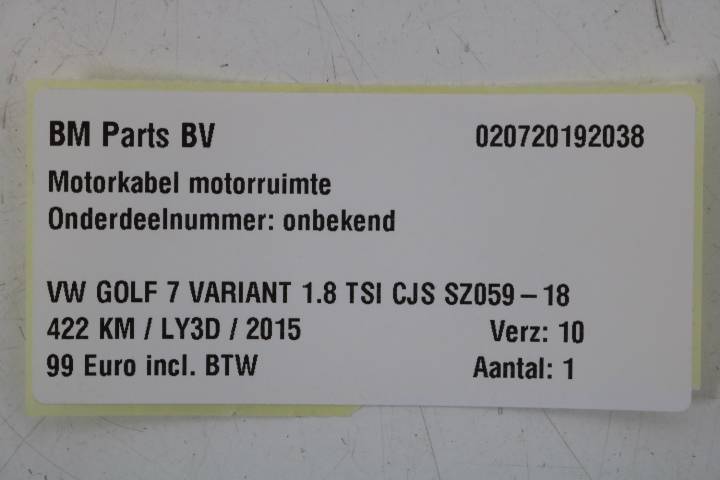 BM Parts BV 020720192038
Motorkabel motorruimte
Onderdeelnummer: onbekend
VW GOLF 7 VARIANT 1.8 TSI CJS SZ059 – 18
422 KM / LY3D / 2015 Verz: 10
99 Euro incl. BTW Aantal: 1